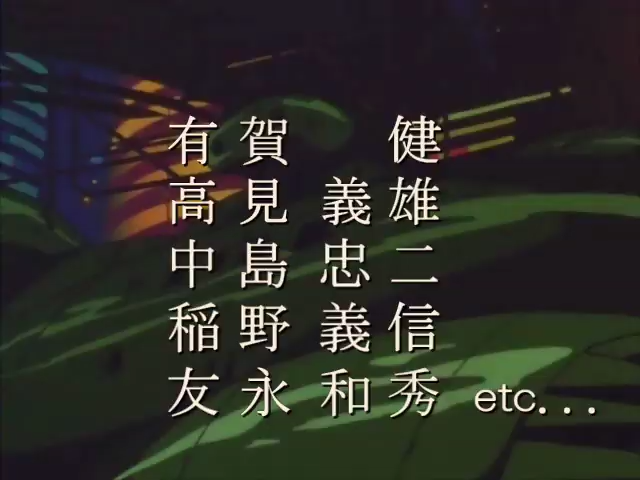 有賀　健
高見義雄
中島忠二
稲野義信
友永和秀 etc...